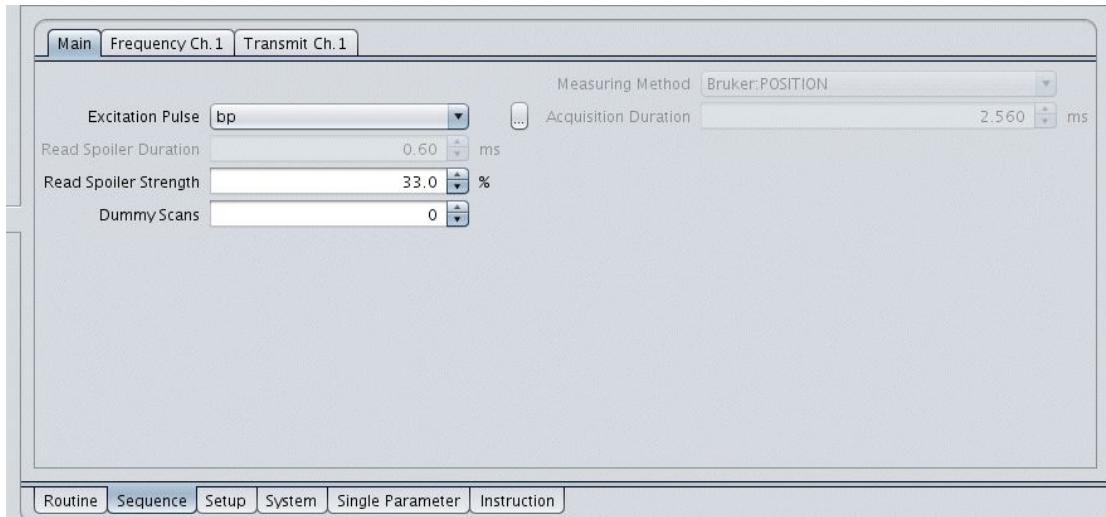 Main Frequency Ch.1 Transmit Ch.1
Measuring Method Bruker:POSITION
Excitation Pulse bp ... Acquisition Duration 2.560 ms
Read Spoiler Duration 0.60 ms
Read Spoiler Strength 33.0 %
Dummy Scans 0
Routine Sequence Setup System Single Parameter Instruction